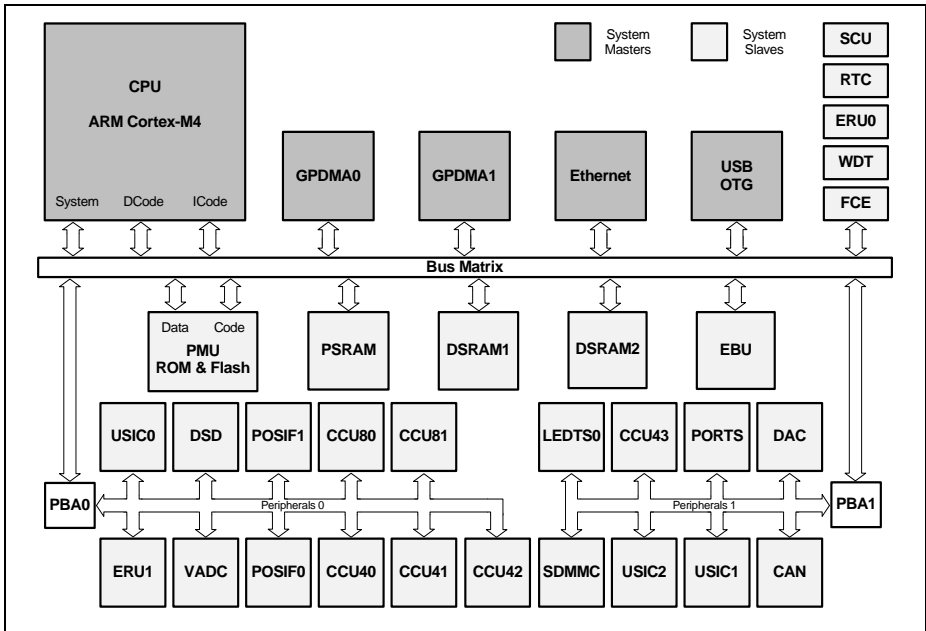 CPU
ARM Cortex-M4
System DCode ICode
System
Masters
System
Slaves
SCU
RTC
ERU0
WDT
FCE
GPDMA0
GPDMA1
Ethernet
USB
OTG
Bus Matrix
Data Code
PMU
ROM & Flash
PSRAM
DSRAM1
DSRAM2
EBU
USIC0
DSD
POSIF1
CCU80
CCU81
LEDTS0
CCU43
PORTS
DAC
PBA0
Peripherals 0
Peripherals 1
PBA1
ERU1
VADC
POSIF0
CCU40
CCU41
CCU42
SDMMC
USIC2
USIC1
CAN